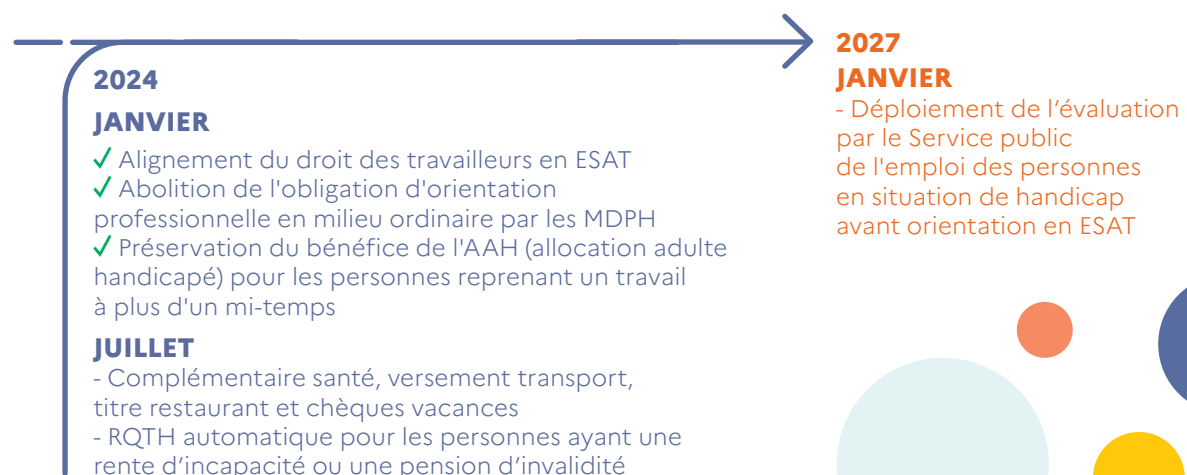 2024
JANVIER
✓ Alignement du droit des travailleurs en ESAT
✓ Abolition de l'obligation d'orientation
professionnelle en milieu ordinaire par les MDPH
✓ Préservation du bénéfice de l'AAH (allocation adulte
handicapé) pour les personnes reprenant un travail
à plus d'un mi-temps
JUILLET
- Complémentaire santé, versement transport,
titre restaurant et chèques vacances
- RQTH automatique pour les personnes ayant une
rente d’incapacité ou une pension d’invalidité
2027
JANVIER
- Déploiement de l’évaluation
par le Service public
de l'emploi des personnes
en situation de handicap
avant orientation en ESAT